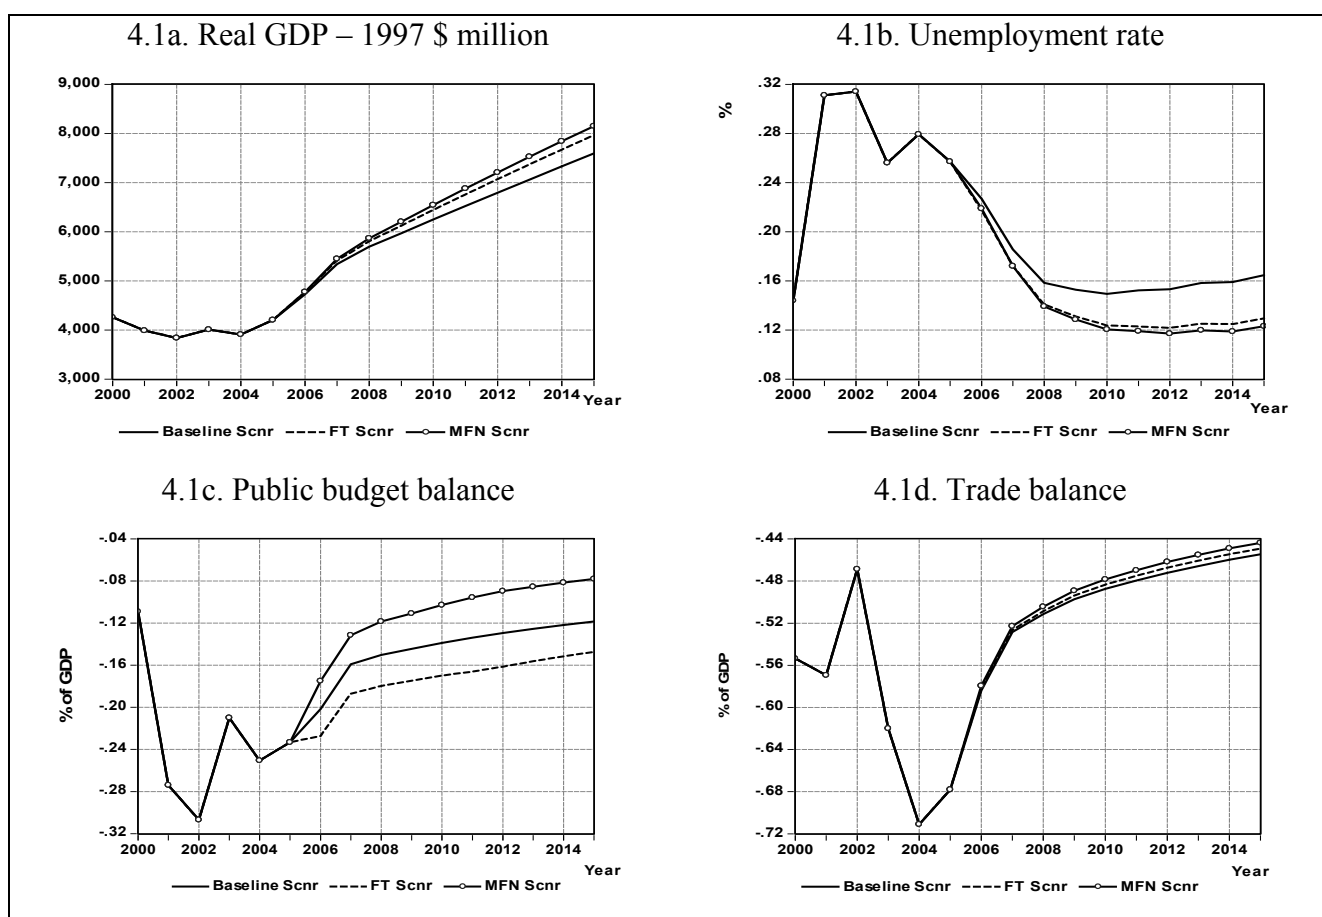 4.1a. Real GDP – 1997 $ million
9,000
8,000
7,000
6,000
5,000
4,000
3,000
2000 2002 2004 2006 2008 2010 2012 2014
Year
Baseline Scnr FT Scnr MFN Scnr
4.1b. Unemployment rate
%
.32
.28
.24
.20
.16
.12
.08
2000 2002 2004 2006 2008 2010 2012 2014
Year
Baseline Scnr FT Scnr MFN Scnr
4.1c. Public budget balance
% of GDP
-.04
-.08
-.12
-.16
-.20
-.24
-.28
-.32
2000 2002 2004 2006 2008 2010 2012 2014
Year
Baseline Scnr FT Scnr MFN Scnr
4.1d. Trade balance
% of GDP
-.44
-.48
-.52
-.56
-.60
-.64
-.68
-.72
2000 2002 2004 2006 2008 2010 2012 2014
Year
Baseline Scnr FT Scnr MFN Scnr